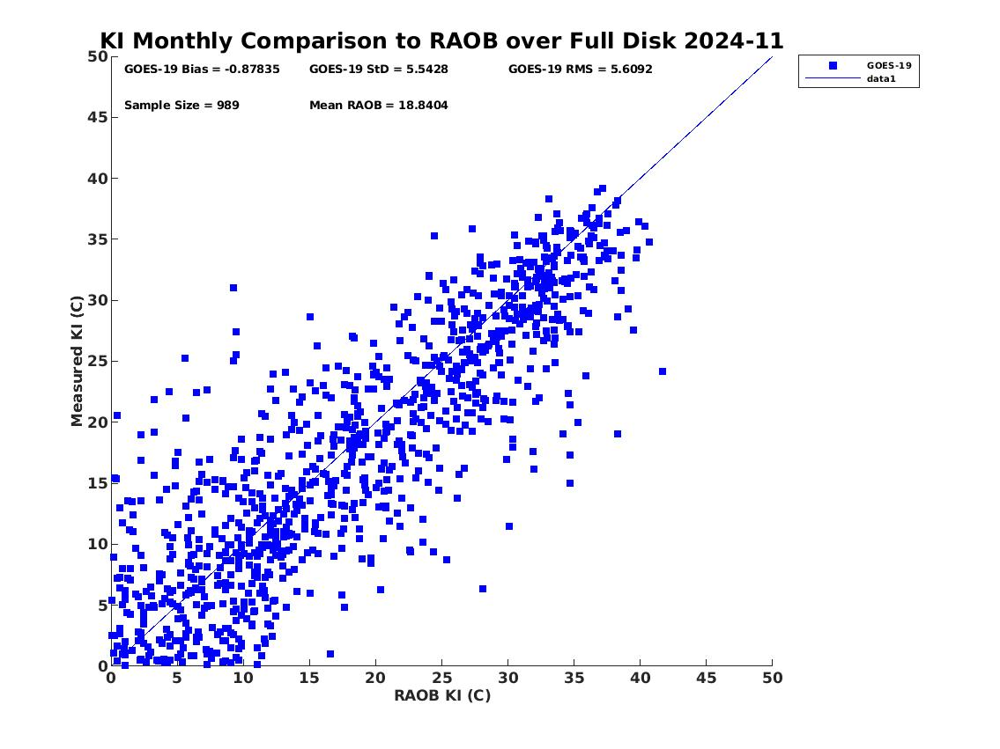 KI Monthly Comparison to RAOB over Full Disk 2024-11
GOES-19 Bias = -0.87835 GOES-19 StD = 5.5428 GOES-19 RMS = 5.6092
Sample Size = 989 Mean RAOB = 18.8404
GOES-19
data1
Measured KI (C)
50
45
40
35
30
25
20
15
10
5
0
0 5 10 15 20 25 30 35 40 45 50
RAOB KI (C)